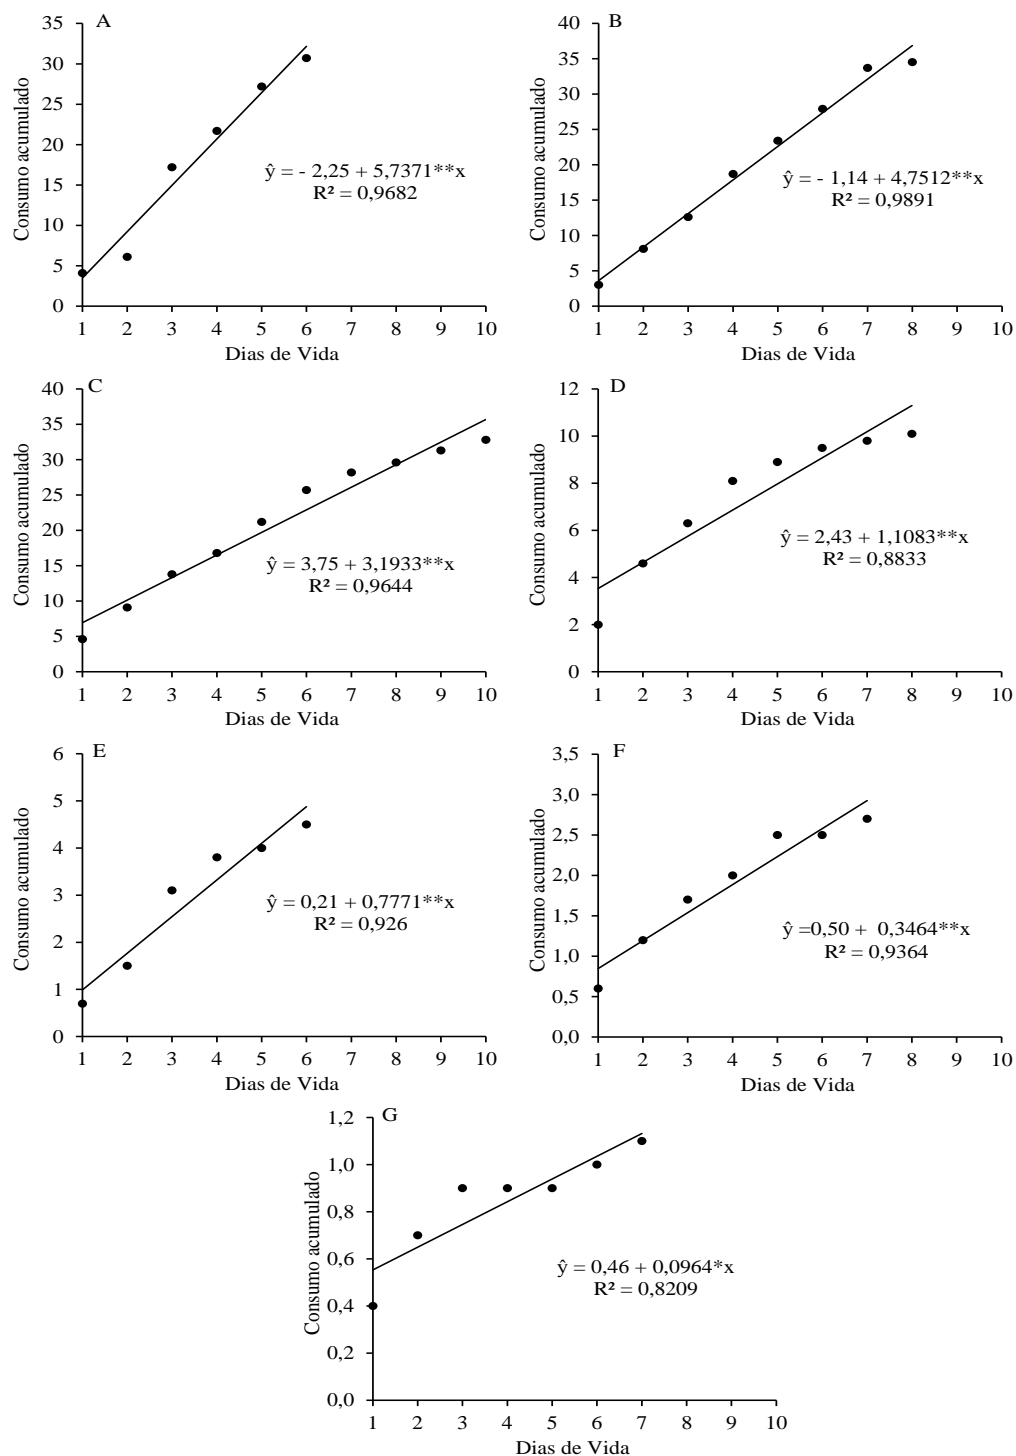 A
Consumo acumulado
35
30
25
20
15
10
5
0
ŷ = - 2,25 + 5,7371**x
R² = 0,9682
1 2 3 4 5 6 7 8 9 10
Dias de Vida
B
Consumo acumulado
40
35
30
25
20
15
10
5
0
ŷ = - 1,14 + 4,7512**x
R² = 0,9891
1 2 3 4 5 6 7 8 9 10
Dias de Vida
C
Consumo acumulado
40
35
30
25
20
15
10
5
0
ŷ = 3,75 + 3,1933**x
R² = 0,9644
1 2 3 4 5 6 7 8 9 10
Dias de Vida
D
Consumo acumulado
12
10
8
6
4
2
0
ŷ = 2,43 + 1,1083**x
R² = 0,8833
1 2 3 4 5 6 7 8 9 10
Dias de Vida
E
Consumo acumulado
6
5
4
3
2
1
0
ŷ = 0,21 + 0,7771**x
R² = 0,926
1 2 3 4 5 6 7 8 9 10
Dias de Vida
F
Consumo acumulado
3,5
3,0
2,5
2,0
1,5
1,0
0,5
0,0
ŷ =0,50 + 0,3464**x
R² = 0,9364
1 2 3 4 5 6 7 8 9 10
Dias de Vida
G
Consumo acumulado
1,2
1,0
0,8
0,6
0,4
0,2
0,0
ŷ = 0,46 + 0,0964*x
R² = 0,8209
1 2 3 4 5 6 7 8 9 10
Dias de Vida